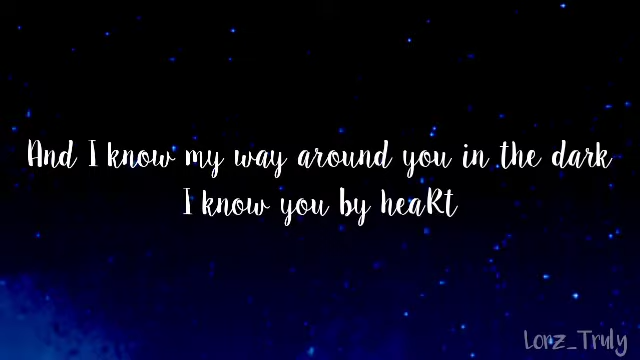 And I know my way around you in the dark
I know you by heaRt
Lorz_Truly